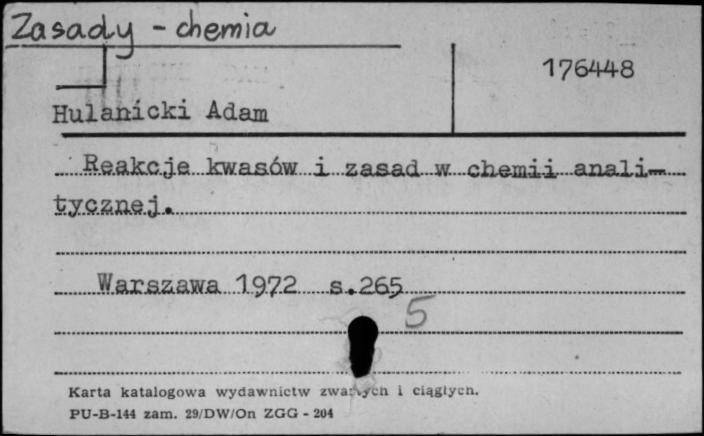 Zasady - chemia
176448
Hulanicki Adam
Reakcje kwasów i zasad w chemii anali-
tycznej.
Warszawa 1972 s.265
5
Karta katalogowa wydawnictw zwartych i ciągłych.
PU-B-144 zam. 29/DW/On ZGG - 204